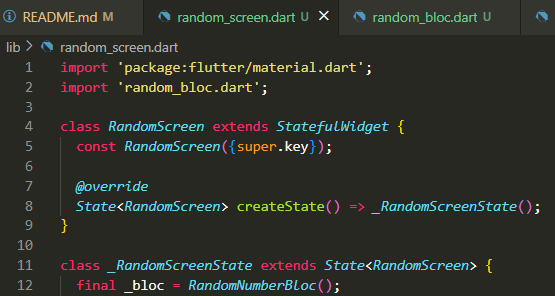 README.md M random_screen.dart U random_bloc.dart U
lib > random_screen.dart
1 import 'package:flutter/material.dart';
2 import 'random_bloc.dart';
3
4 class RandomScreen extends StatefulWidget {
5 const RandomScreen({super.key});
6
7 @override
8 State<RandomScreen> createState() => _RandomScreenState();
9 }
10
11 class _RandomScreenState extends State<RandomScreen> {
12 final _bloc = RandomNumberBloc();